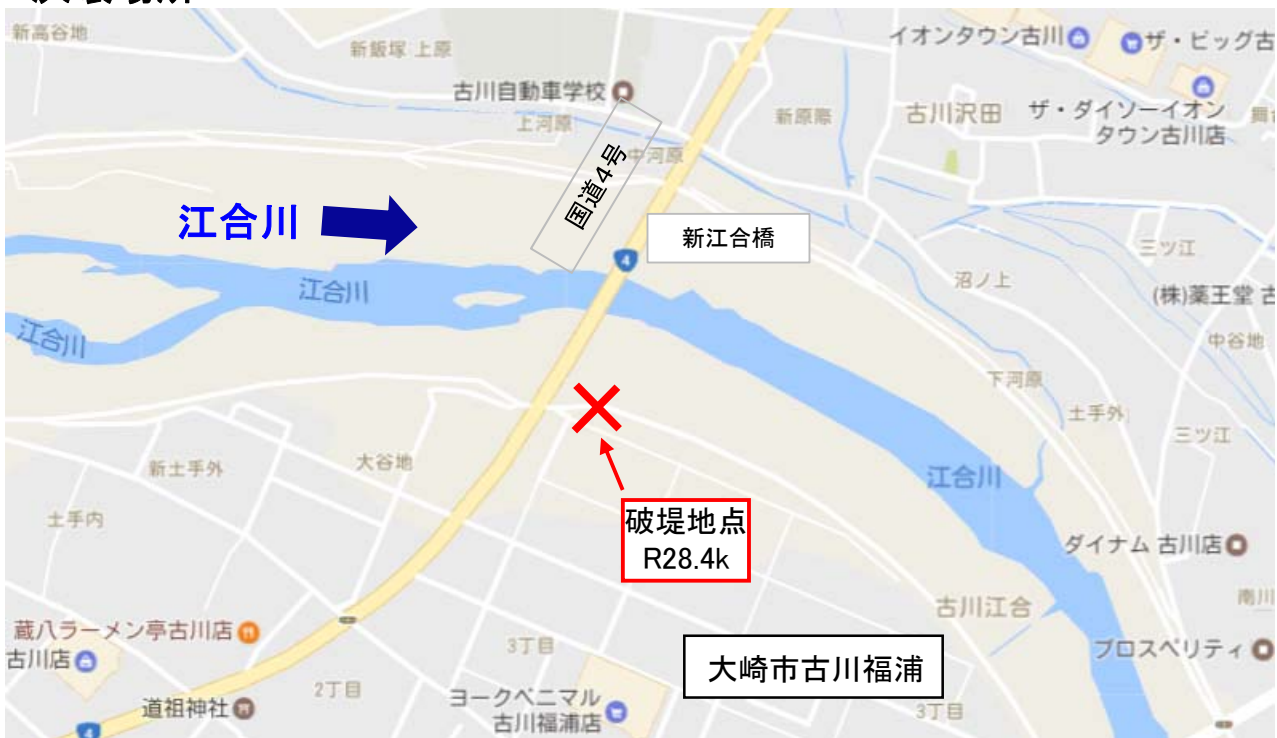 新高谷地
新飯塚 上原
イオンタウン古川
ザ・ビッグ古
古川自動車学校
上河原
新原際
古川沢田
ザ・ダイソーイオン
タウン古川店
中河原
国道4号
江合川
新江合橋
4
三ツ江
沼ノ上
江合川
(株)薬王堂 古
江合川
中谷地
下河原
土手外
三ツ江
大谷地
新土手外
江合川
破堤地点
R28.4k
土手内
ダイナム 古川店
古川江合
南川
蔵八ラーメン亭古川店
古川店
3丁目
大崎市古川福浦
プロスペリティ
2丁目
道祖神社
ヨークベニマル
古川福浦店
3丁目
4